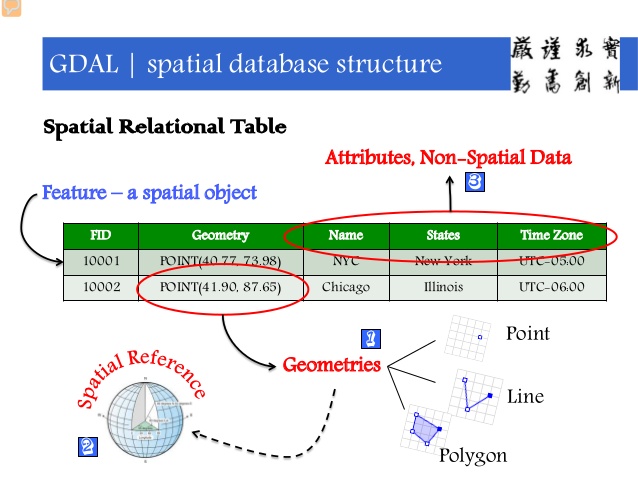 GDAL | spatial database structure
嚴謹求實
勤奮創新
Spatial Relational Table
Attributes, Non-Spatial Data
3
Feature – a spatial object
FID Geometry Name States Time Zone
10001 POINT(40.77, 73.98) NYC New York UTC-05:00
10002 POINT(41.90, 87.65) Chicago Illinois UTC-06:00
1
Point
Geometries
Spatial Reference
Line
2
Polygon